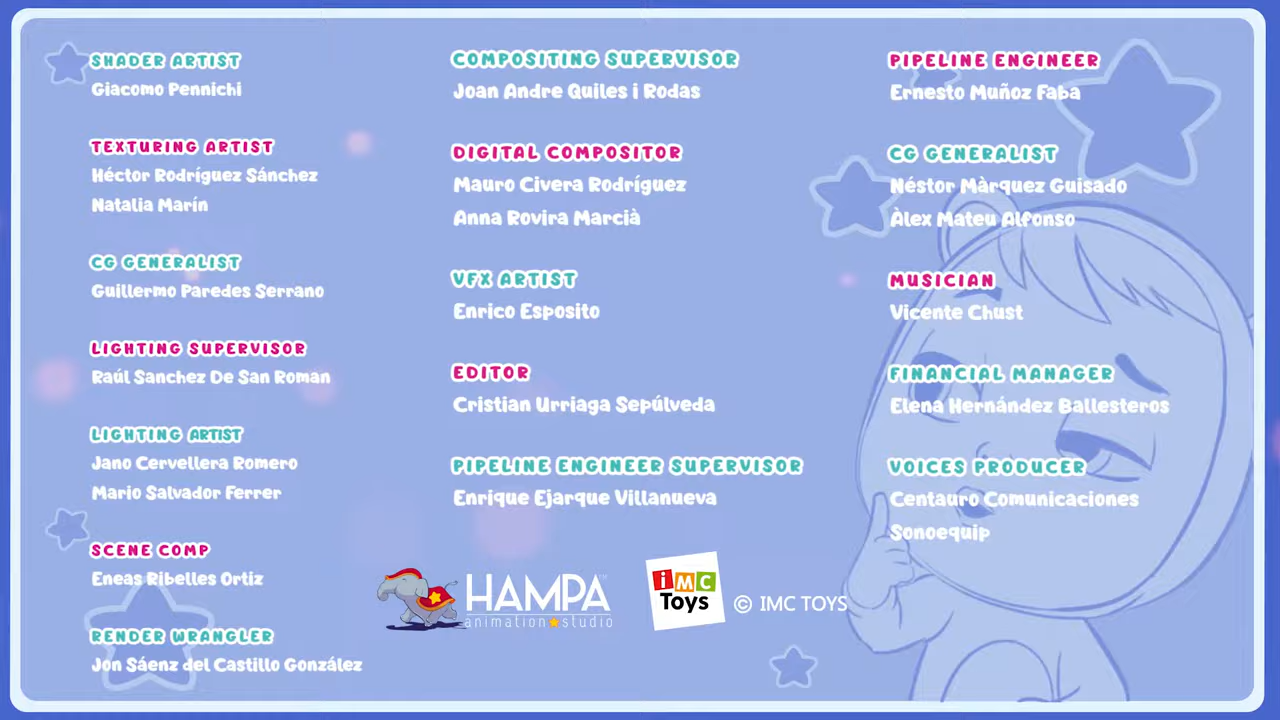 SHADER ARTIST
Giacomo Pennichi
TEXTURING ARTIST
Héctor Rodríguez Sánchez
Natalia Marín
CG GENERALIST
Guillermo Paredes Serrano
LIGHTING SUPERVISOR
Raúl Sanchez De San Roman
LIGHTING ARTIST
Jano Cervellera Romero
Mario Salvador Ferrer
SCENE COMP
Eneas Ribelles Ortiz
RENDER WRANGLER
Jon Sáenz del Castillo González
COMPOSITING SUPERVISOR
Joan Andre Quiles i Rodas
DIGITAL COMPOSITOR
Mauro Civera Rodríguez
Anna Rovira Marcià
VFX ARTIST
Enrico Esposito
EDITOR
Cristian Urriaga Sepúlveda
PIPELINE ENGINEER SUPERVISOR
Enrique Ejarque Villanueva
PIPELINE ENGINEER
Ernesto Muñoz Faba
CG GENERALIST
Néstor Màrquez Guisado
Àlex Mateu Alfonso
MUSICIAN
Vicente Chust
FINANCIAL MANAGER
Elena Hernández Ballesteros
VOICES PRODUCER
Centauro Comunicaciones
Sonoequip
HAMPA™
animation studio
iMC
Toys
© IMC TOYS